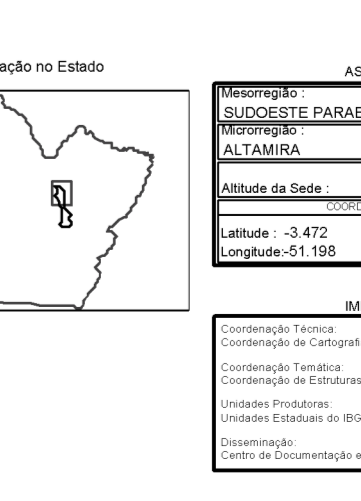 ação no Estado
AS
Mesorregião :
SUDOESTE PARAE
Microrregião :
ALTAMIRA
Altitude da Sede :
COORD
Latitude : -3.472
Longitude:-51.198
IM
Coordenação Técnica:
Coordenação de Cartografi
Coordenação Temática:
Coordenação de Estruturas
Unidades Produtoras:
Unidades Estaduais do IBG
Disseminação:
Centro de Documentação e